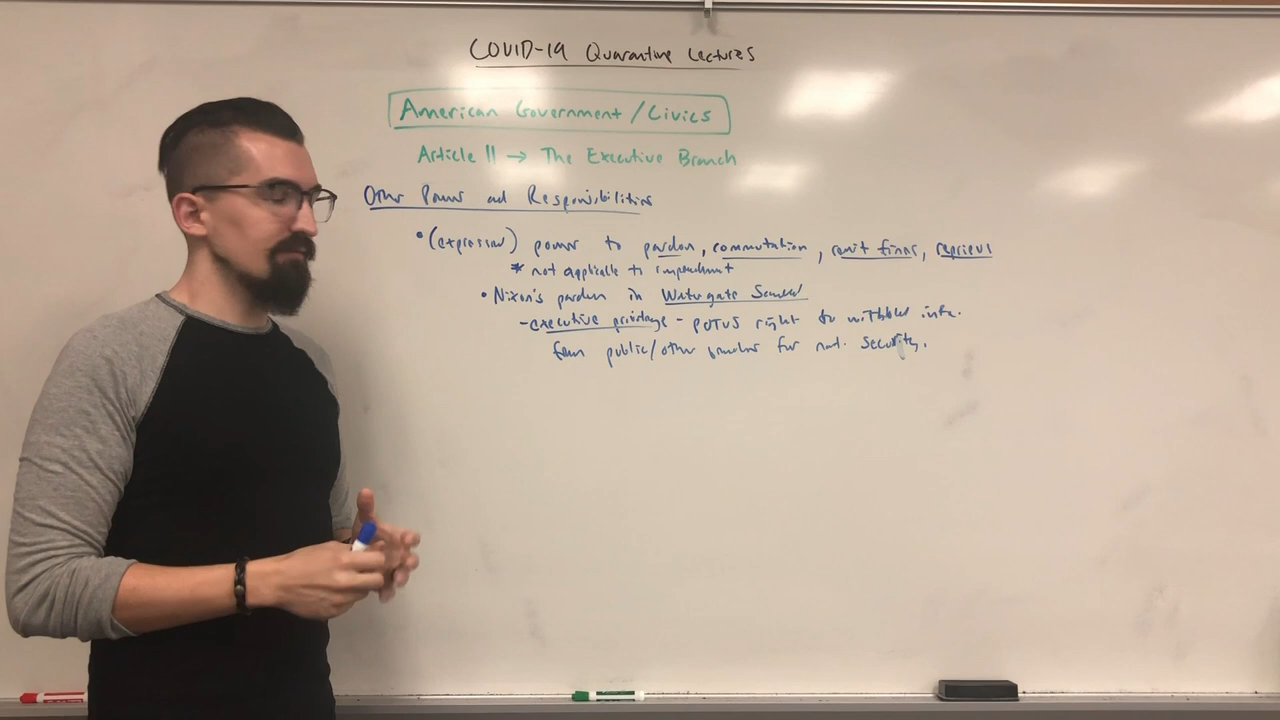 COVID-19 Quarantine Lectures
American Government/Civics
Article II → The Executive Branch
Other Powers and Responsibilities
• (expressed) power to pardon, commutation, remit fines, reprieve
* not applicable to impeachment
• Nixon's pardon in Watergate Scandal
- executive privilege - POTUS right to withhold info.
from public/other branches for nat. security.